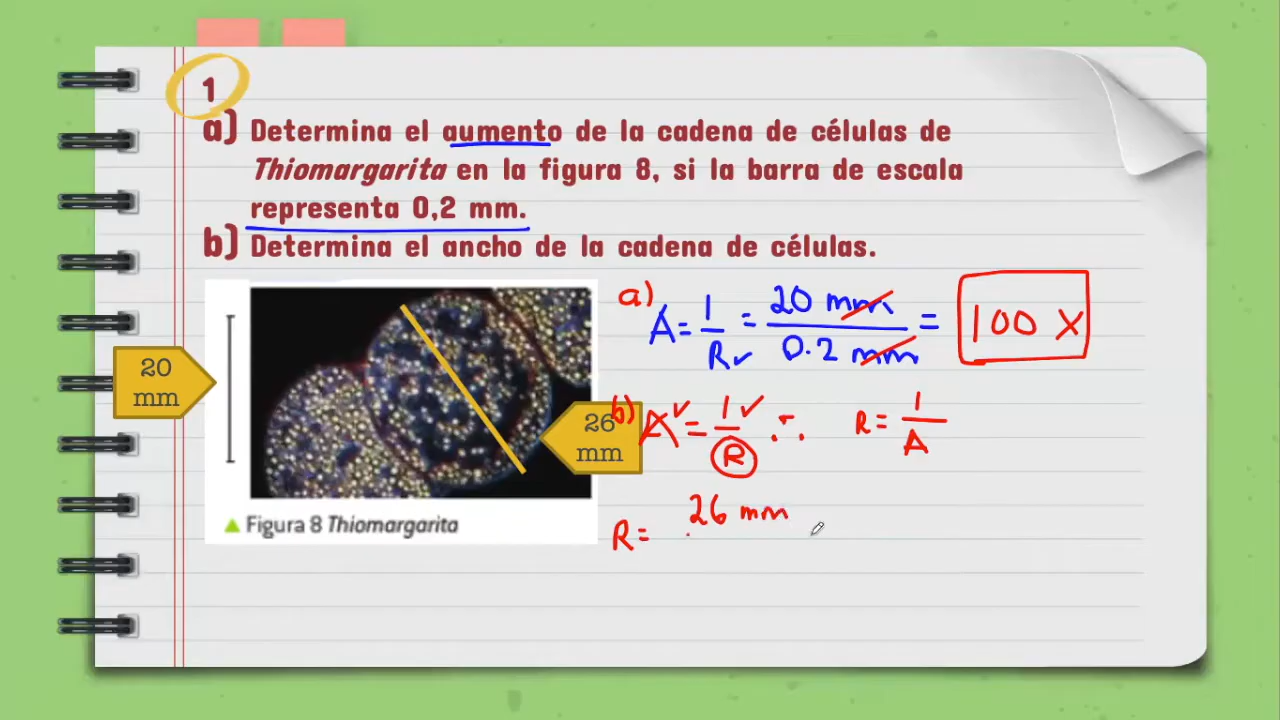 1
a) Determina el aumento de la cadena de células de
Thiomargarita en la figura 8, si la barra de escala
representa 0,2 mm.
b) Determina el ancho de la cadena de células.
a) A = 1/R = 20 mm / 0.2 mm = 100 X
20
mm
26
mm
b) A = 1/R ∴ R = 1/A
Figura 8 Thiomargarita
R = 26 mm